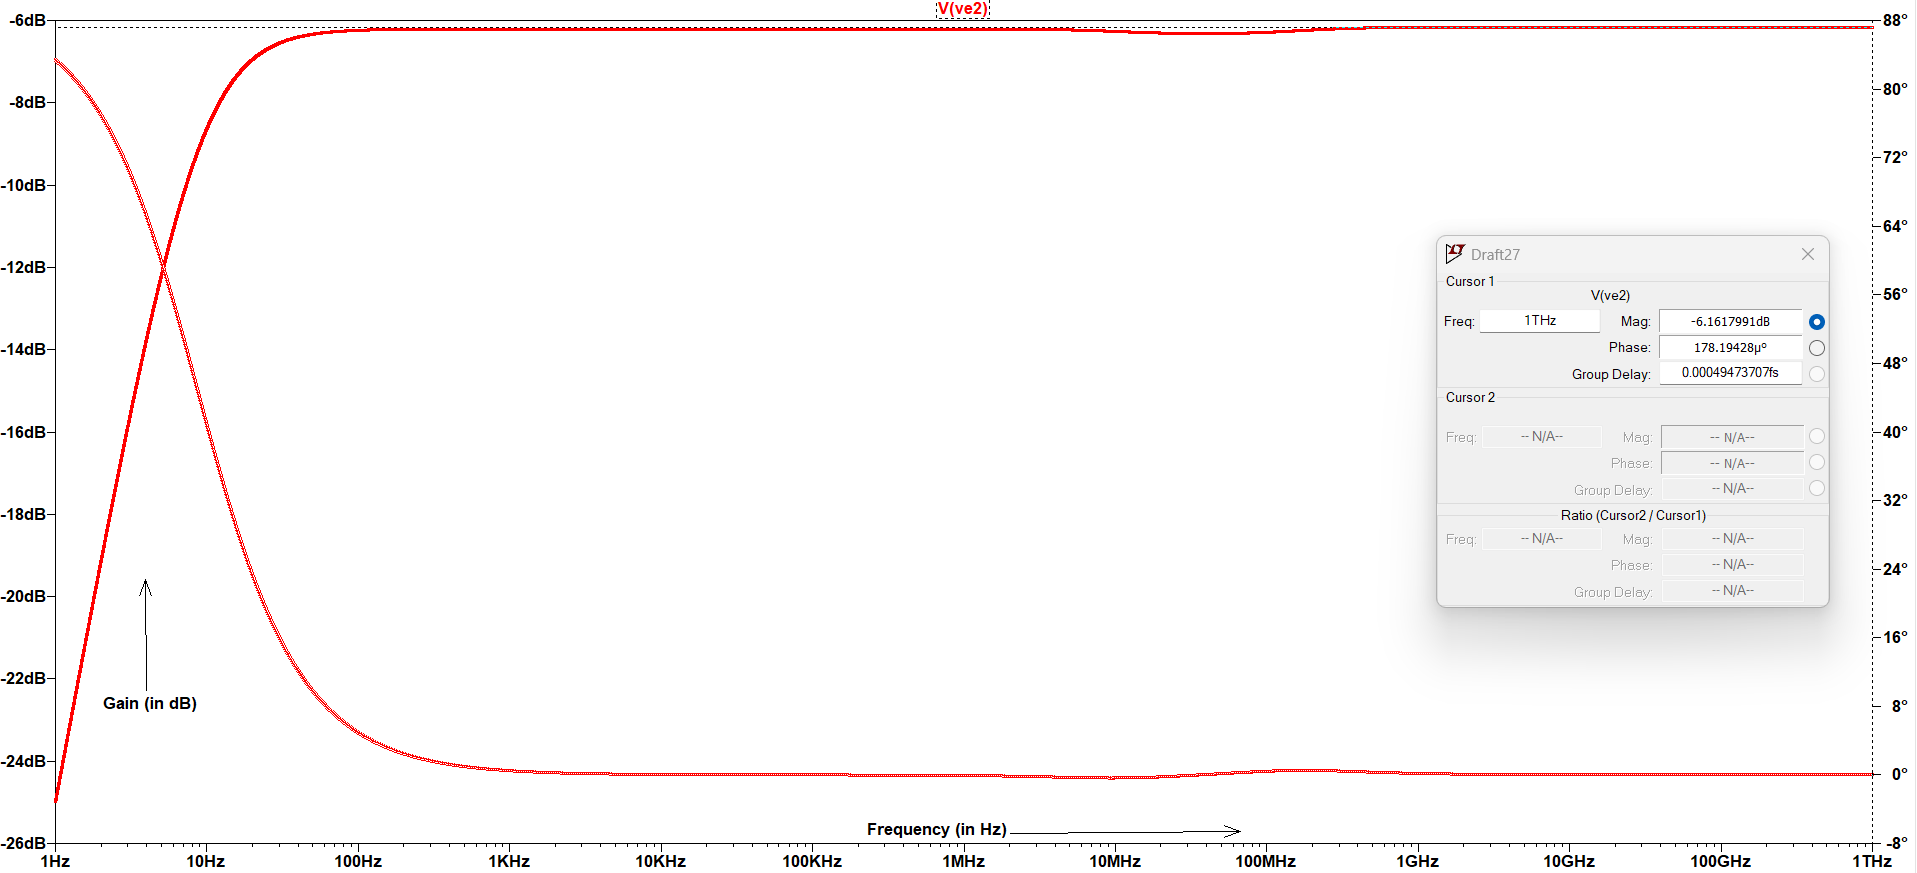 V(ve2)
-6dB
-8dB
-10dB
-12dB
-14dB
-16dB
-18dB
-20dB
-22dB
-24dB
-26dB
88°
80°
72°
64°
56°
48°
40°
32°
24°
16°
8°
0°
-8°
Gain (in dB)
Frequency (in Hz)
1Hz 10Hz 100Hz 1KHz 10KHz 100KHz 1MHz 10MHz 100MHz 1GHz 10GHz 100GHz 1THz
Draft27
Cursor 1
V(ve2)
Freq: 1THz Mag: -6.1617991dB
Phase: 178.19428µ°
Group Delay: 0.00049473707fs
Cursor 2
Freq: -- N/A-- Mag: -- N/A--
Phase: -- N/A--
Group Delay: -- N/A--
Ratio (Cursor2 / Cursor1)
Freq: -- N/A-- Mag: -- N/A--
Phase: -- N/A--
Group Delay: -- N/A--